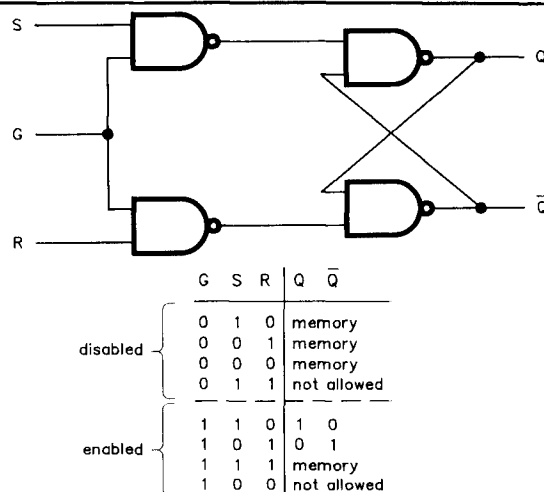 S
Q
G
R
Q̅
G S R Q Q̅
0 1 0 memory
disabled
0 0 1 memory
0 0 0 memory
0 1 1 not allowed
1 1 0 1 0
enabled
1 0 1 0 1
1 1 1 memory
1 0 0 not allowed